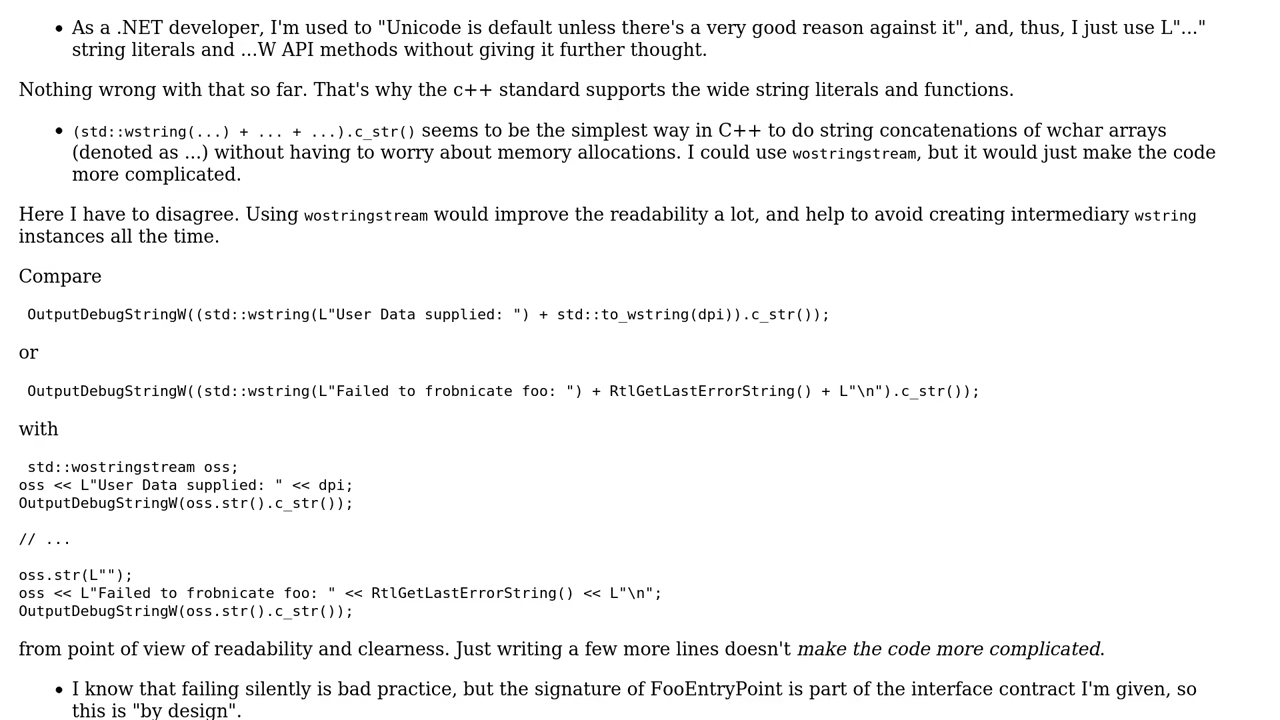 • As a .NET developer, I'm used to "Unicode is default unless there's a very good reason against it", and, thus, I just use L"..."
string literals and ...W API methods without giving it further thought.
Nothing wrong with that so far. That's why the c++ standard supports the wide string literals and functions.
• (std::wstring(...) + ... + ...).c_str() seems to be the simplest way in C++ to do string concatenations of wchar arrays
(denoted as ...) without having to worry about memory allocations. I could use wostringstream, but it would just make the code
more complicated.
Here I have to disagree. Using wostringstream would improve the readability a lot, and help to avoid creating intermediary wstring
instances all the time.
Compare
OutputDebugStringW((std::wstring(L"User Data supplied: ") + std::to_wstring(dpi)).c_str());
or
OutputDebugStringW((std::wstring(L"Failed to frobnicate foo: ") + RtlGetLastErrorString() + L"\n").c_str());
with
std::wostringstream oss;
oss << L"User Data supplied: " << dpi;
OutputDebugStringW(oss.str().c_str());
// ...
oss.str(L"");
oss << L"Failed to frobnicate foo: " << RtlGetLastErrorString() << L"\n";
OutputDebugStringW(oss.str().c_str());
from point of view of readability and clearness. Just writing a few more lines doesn't make the code more complicated.
• I know that failing silently is bad practice, but the signature of FooEntryPoint is part of the interface contract I'm given, so
this is "by design".